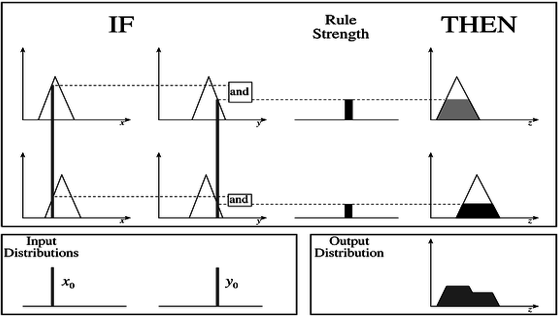 IF
Rule
Strength
THEN
and
x
y
z
and
x
y
z
Input
Distributions
x0
y0
Output
Distribution
z